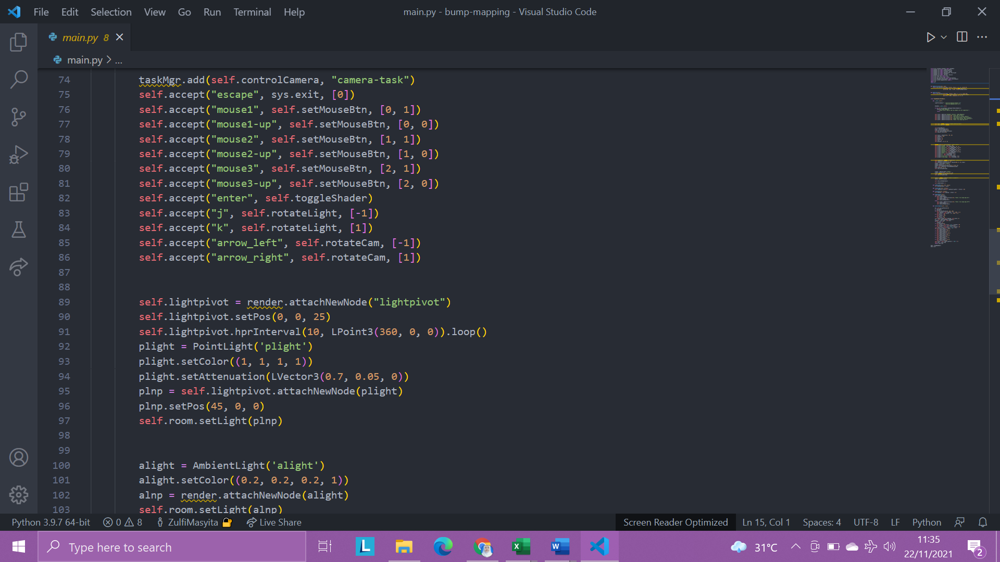 File Edit Selection View Go Run Terminal Help main.py - bump-mapping - Visual Studio Code
main.py 8
main.py > ...
74 taskMgr.add(self.controlCamera, "camera-task")
75 self.accept("escape", sys.exit, [0])
76 self.accept("mouse1", self.setMouseBtn, [0, 1])
77 self.accept("mouse1-up", self.setMouseBtn, [0, 0])
78 self.accept("mouse2", self.setMouseBtn, [1, 1])
79 self.accept("mouse2-up", self.setMouseBtn, [1, 0])
80 self.accept("mouse3", self.setMouseBtn, [2, 1])
81 self.accept("mouse3-up", self.setMouseBtn, [2, 0])
82 self.accept("enter", self.toggleShader)
83 self.accept("j", self.rotateLight, [-1])
84 self.accept("k", self.rotateLight, [1])
85 self.accept("arrow_left", self.rotateCam, [-1])
86 self.accept("arrow_right", self.rotateCam, [1])
87
88
89 self.lightpivot = render.attachNewNode("lightpivot")
90 self.lightpivot.setPos(0, 0, 25)
91 self.lightpivot.hprInterval(10, LPoint3(360, 0, 0)).loop()
92 plight = PointLight('plight')
93 plight.setColor((1, 1, 1, 1))
94 plight.setAttenuation(LVector3(0.7, 0.05, 0))
95 plnp = self.lightpivot.attachNewNode(plight)
96 plnp.setPos(45, 0, 0)
97 self.room.setLight(plnp)
98
99
100 alight = AmbientLight('alight')
101 alight.setColor((0.2, 0.2, 0.2, 1))
102 alnp = render.attachNewNode(alight)
103 self.room.setLight(alnp)
Python 3.9.7 64-bit 0 8 ZulfiMasyita Live Share Screen Reader Optimized Ln 15, Col 1 Spaces: 4 UTF-8 LF Python
Type here to search 31°C 11:35
22/11/2021 2